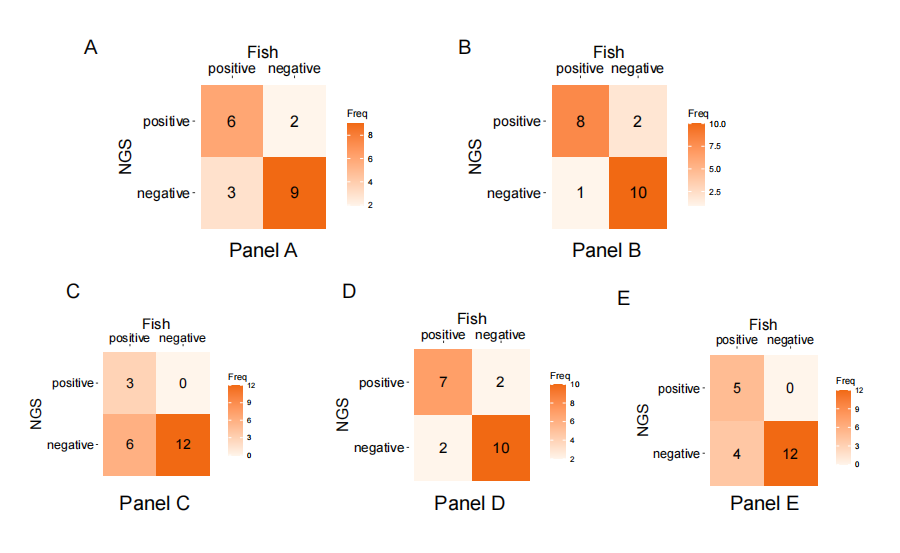 A
Fish
positive negative
NGS
positive
6 2
negative
3 9
Freq
8
6
4
2
Panel A
B
Fish
positive negative
NGS
positive
8 2
negative
1 10
Freq
10.0
7.5
5.0
2.5
Panel B
C
Fish
positive negative
NGS
positive
3 0
negative
6 12
Freq
12
9
6
3
0
Panel C
D
Fish
positive negative
NGS
positive
7 2
negative
2 10
Freq
10
8
6
4
2
Panel D
E
Fish
positive negative
NGS
positive
5 0
negative
4 12
Freq
12
9
6
3
0
Panel E